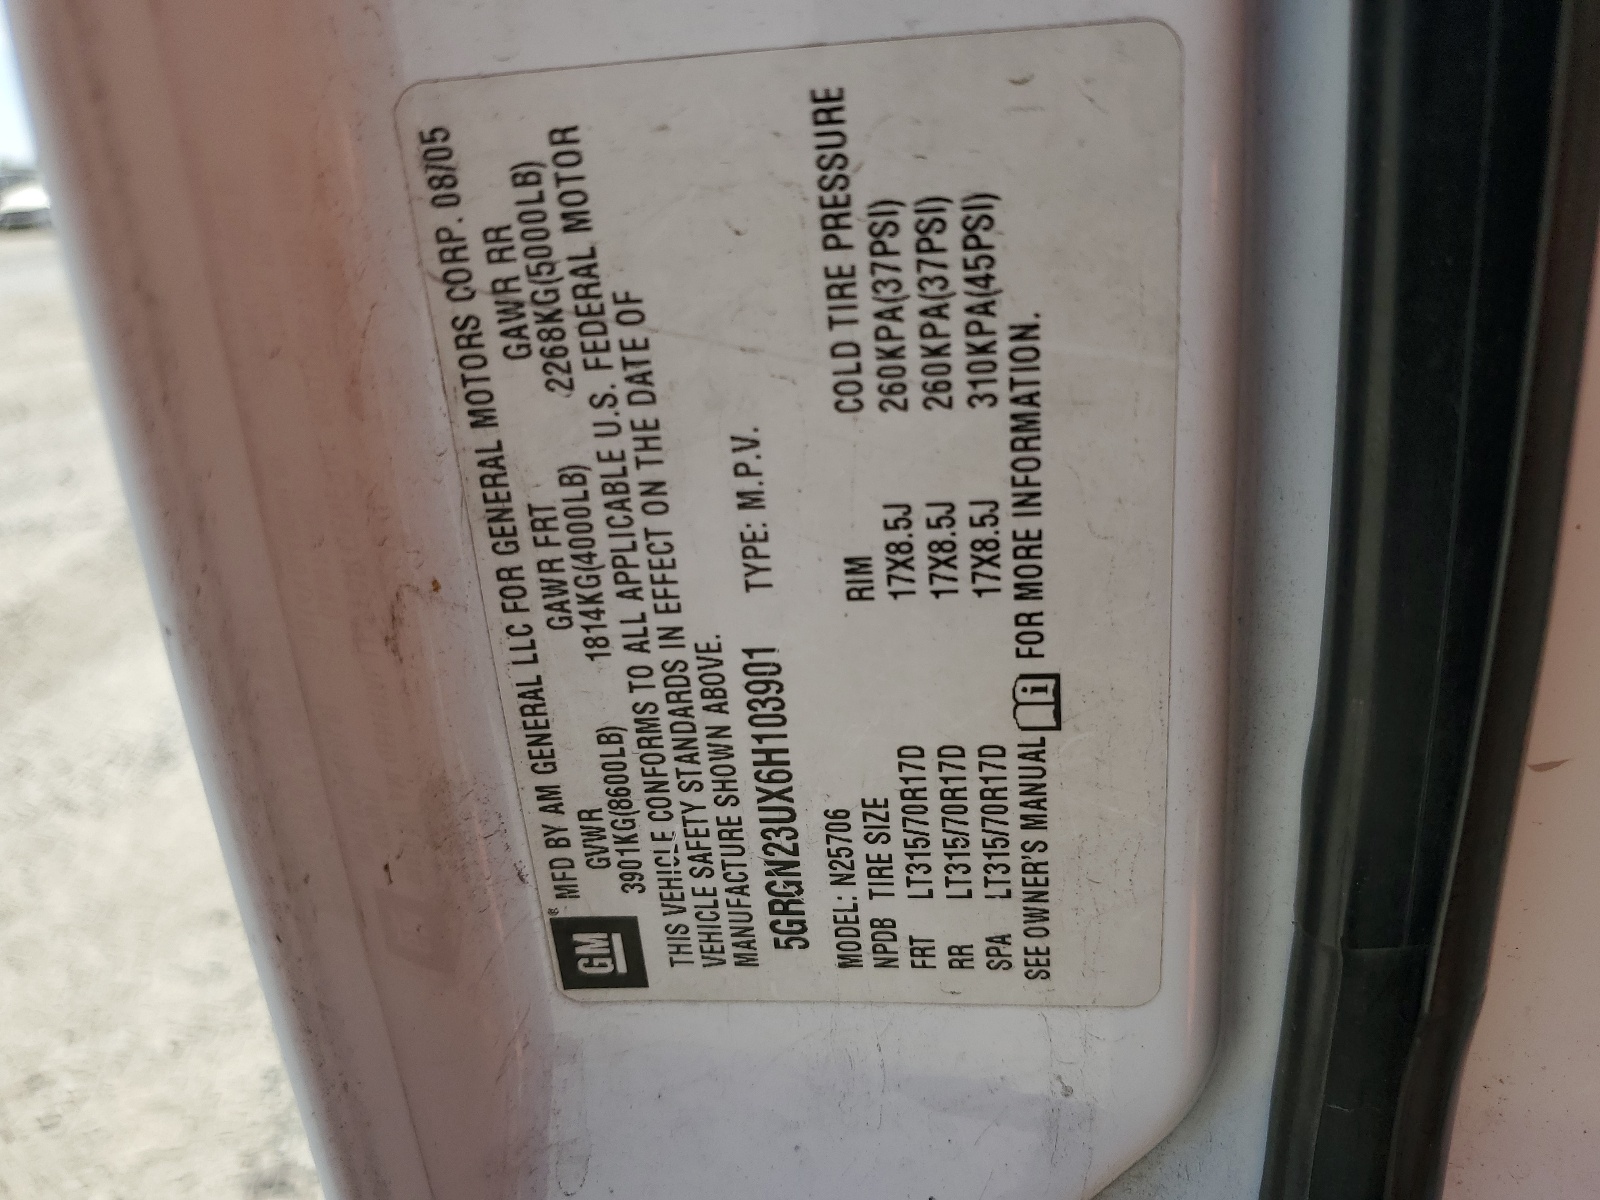 GM® MFD BY AM GENERAL LLC FOR GENERAL MOTORS CORP. 08/05
GVWR GAWR FRT GAWR RR
3901KG(8600LB) 1814KG(4000LB) 2268KG(5000LB)
THIS VEHICLE CONFORMS TO ALL APPLICABLE U.S. FEDERAL MOTOR
VEHICLE SAFETY STANDARDS IN EFFECT ON THE DATE OF
MANUFACTURE SHOWN ABOVE.
5GRGN23UX6H103901 TYPE: M.P.V.
MODEL: N25706
NPDB TIRE SIZE RIM COLD TIRE PRESSURE
FRT LT315/70R17D 17X8.5J 260KPA(37PSI)
RR LT315/70R17D 17X8.5J 260KPA(37PSI)
SPA LT315/70R17D 17X8.5J 310KPA(45PSI)
SEE OWNER'S MANUAL i FOR MORE INFORMATION.